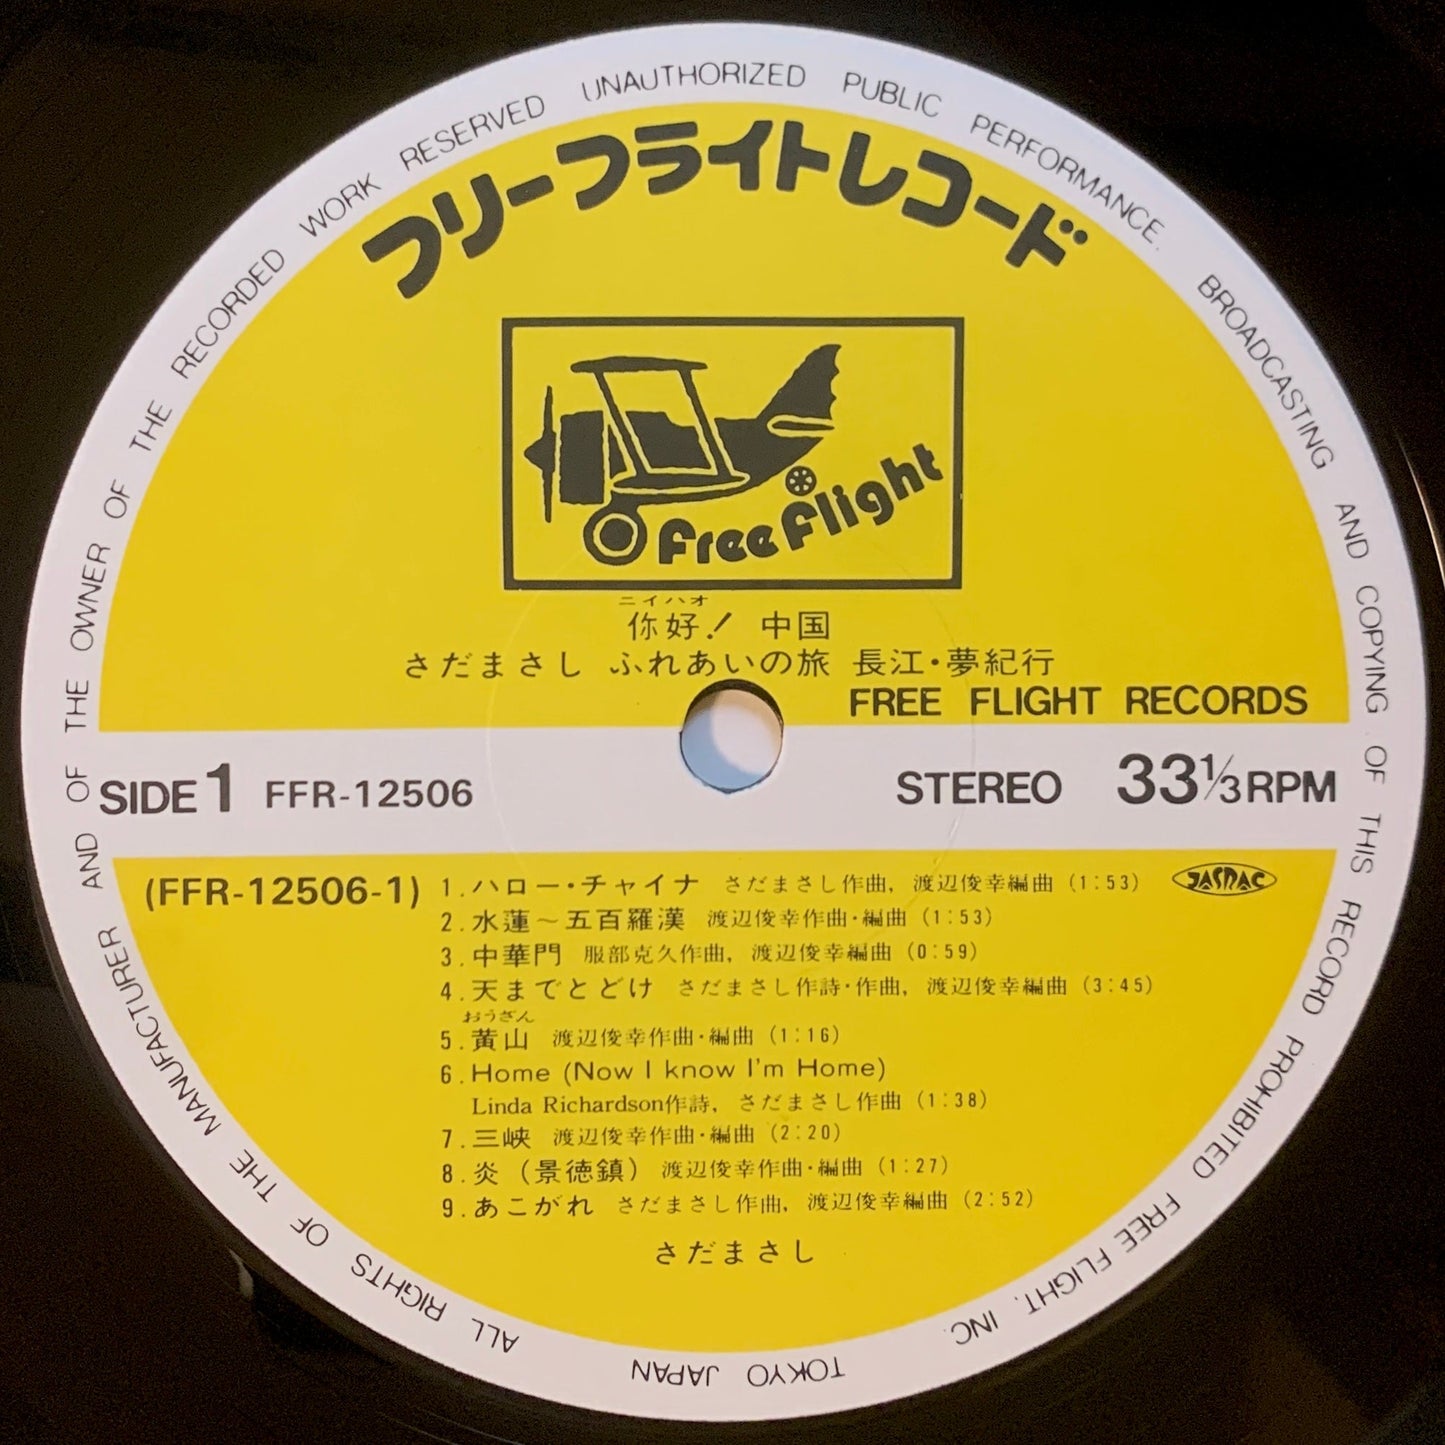 ALL RIGHTS OF THE MANUFACTURER AND OF THE OWNER OF THE RECORDED WORK RESERVED UNAUTHORIZED PUBLIC PERFORMANCE. BROADCASTING AND COPYING OF THIS RECORD PROHIBITED FREE FLIGHT, INC.
TOKYO JAPAN
フリーフライトレコード
free flight
ニイハオ
你好! 中国
さだまさし ふれあいの旅 長江・夢紀行
FREE FLIGHT RECORDS
SIDE 1 FFR-12506
STEREO 33⅓RPM
(FFR-12506-1)
JASRAC
1.ハロー・チャイナ さだまさし作曲, 渡辺俊幸編曲 (1:53)
2.水蓮〜五百羅漢 渡辺俊幸作曲・編曲 (1:53)
3.中華門 服部克久作曲, 渡辺俊幸編曲 (0:59)
4.天までとどけ さだまさし作詩・作曲, 渡辺俊幸編曲 (3:45)
おうざん
5.黄山 渡辺俊幸作曲・編曲 (1:16)
6.Home (Now I know I'm Home)
Linda Richardson作詩, さだまさし作曲 (1:38)
7.三峡 渡辺俊幸作曲・編曲 (2:20)
8.炎 (景徳鎮) 渡辺俊幸作曲・編曲 (1:27)
9.あこがれ さだまさし作曲, 渡辺俊幸編曲 (2:52)
さだまさし